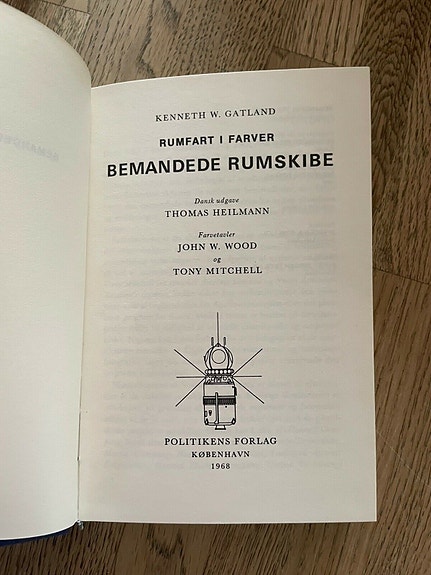 KENNETH W. GATLAND
RUMFART I FARVER
BEMANDEDE RUMSKIBE
Dansk udgave
THOMAS HEILMANN
Farvetavler
JOHN W. WOOD
og
TONY MITCHELL
POLITIKENS FORLAG
KØBENHAVN
1968